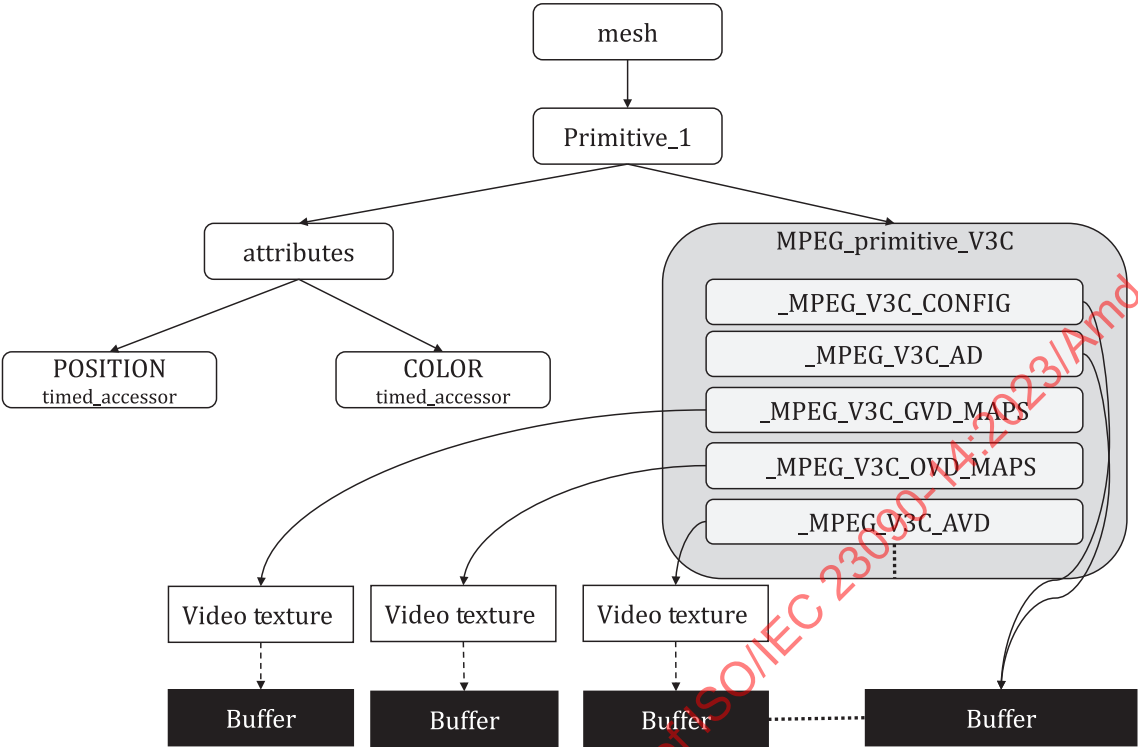 mesh
Primitive_1
attributes
MPEG_primitive_V3C
_MPEG_V3C_CONFIG
_MPEG_V3C_AD
POSITION
timed_accessor
COLOR
timed_accessor
_MPEG_V3C_GVD_MAPS
_MPEG_V3C_OVD_MAPS
_MPEG_V3C_AVD
Video texture
Video texture
Video texture
Buffer
Buffer
Buffer
Buffer
of ISO/IEC 23090-14:2023/Amd